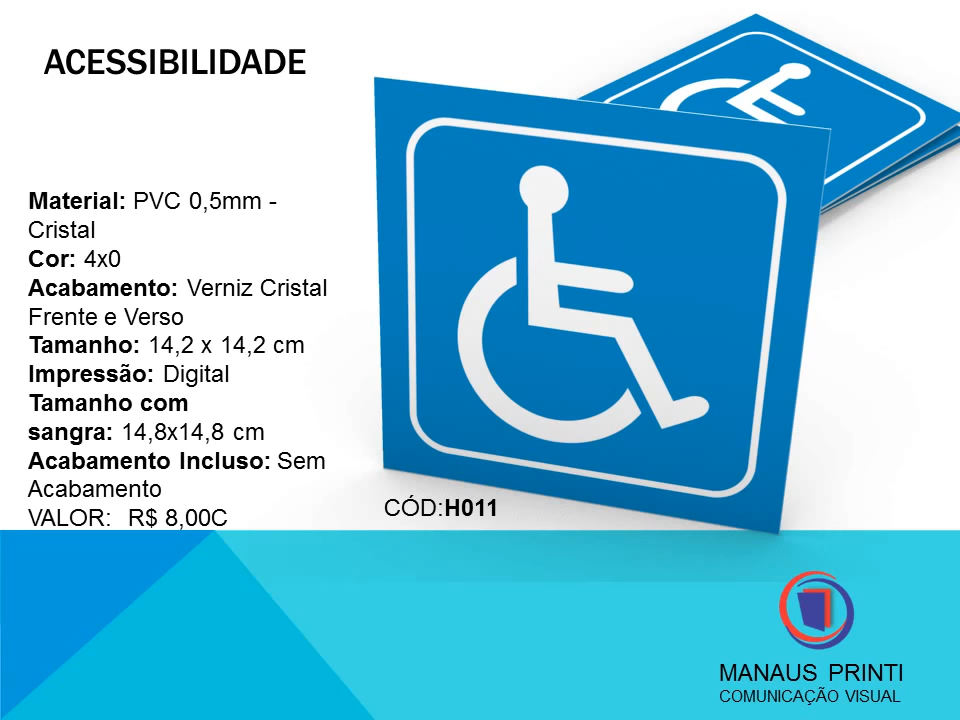 ACESSIBILIDADE
Material: PVC 0,5mm -
Cristal
Cor: 4x0
Acabamento: Verniz Cristal
Frente e Verso
Tamanho: 14,2 x 14,2 cm
Impressão: Digital
Tamanho com
sangra: 14,8x14,8 cm
Acabamento Incluso: Sem
Acabamento
VALOR: R$ 8,00C
CÓD:H011
MANAUS PRINTI
COMUNICAÇÃO VISUAL